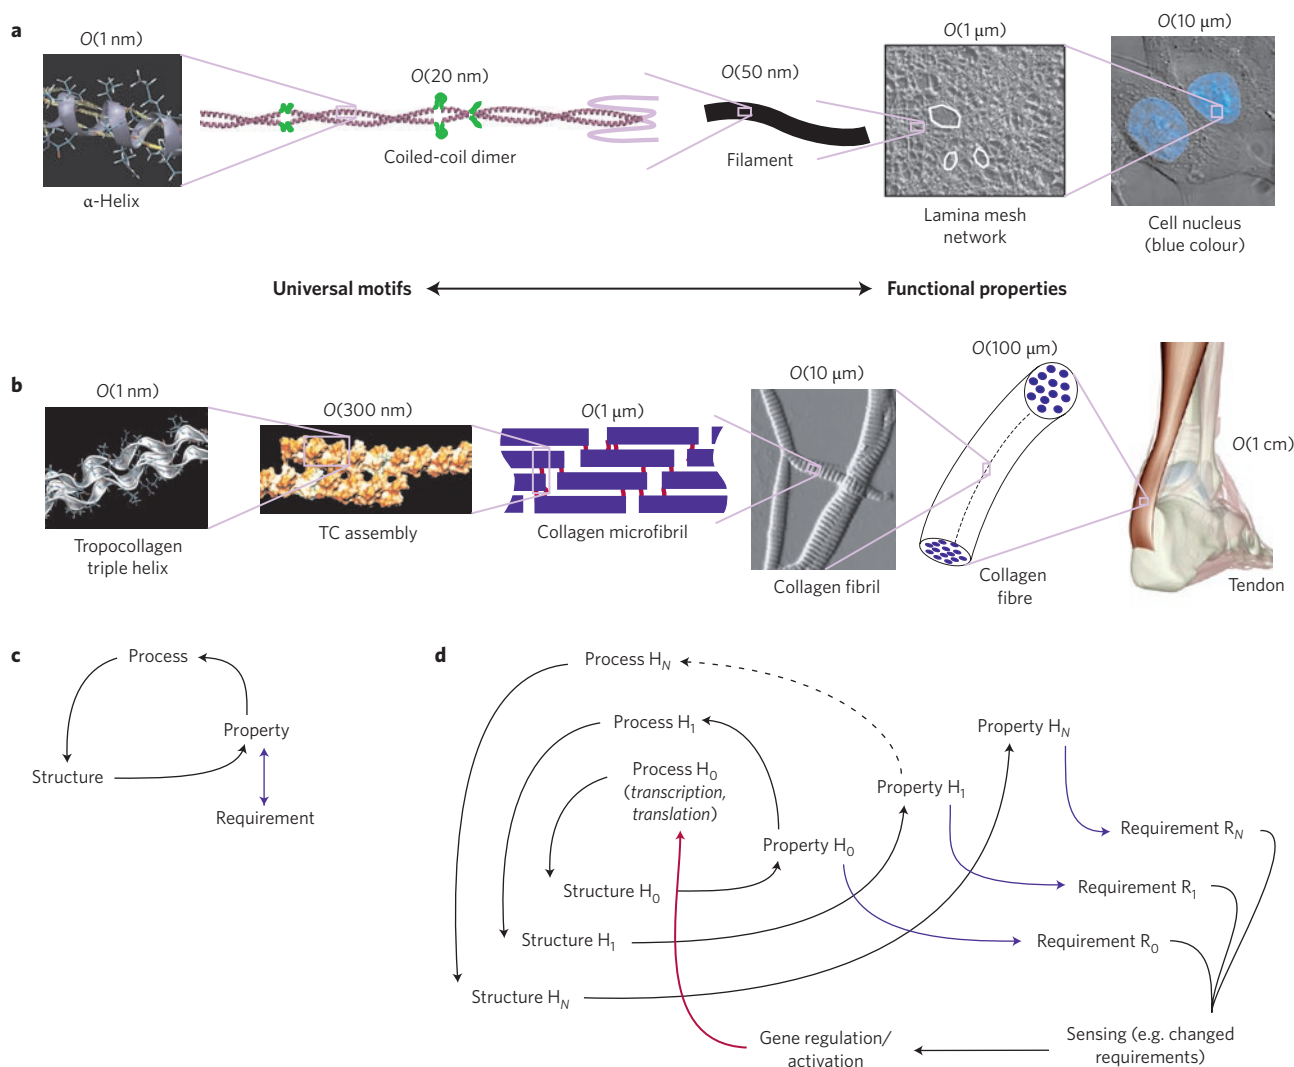 a
O(1 nm)
α-Helix
O(20 nm)
Coiled-coil dimer
O(50 nm)
Filament
O(1 µm)
Lamina mesh
network
O(10 µm)
Cell nucleus
(blue colour)
Universal motifs
Functional properties
b
O(1 nm)
Tropocollagen
triple helix
O(300 nm)
TC assembly
O(1 µm)
Collagen microfibril
O(10 µm)
Collagen fibril
O(100 µm)
Collagen
fibre
O(1 cm)
Tendon
c
Process
Property
Structure
Requirement
d
Process H_N
Process H_1
Process H_0
(transcription,
translation)
Property H_0
Property H_1
Property H_N
Structure H_0
Structure H_1
Structure H_N
Requirement R_N
Requirement R_1
Requirement R_0
Gene regulation/
activation
Sensing (e.g. changed
requirements)